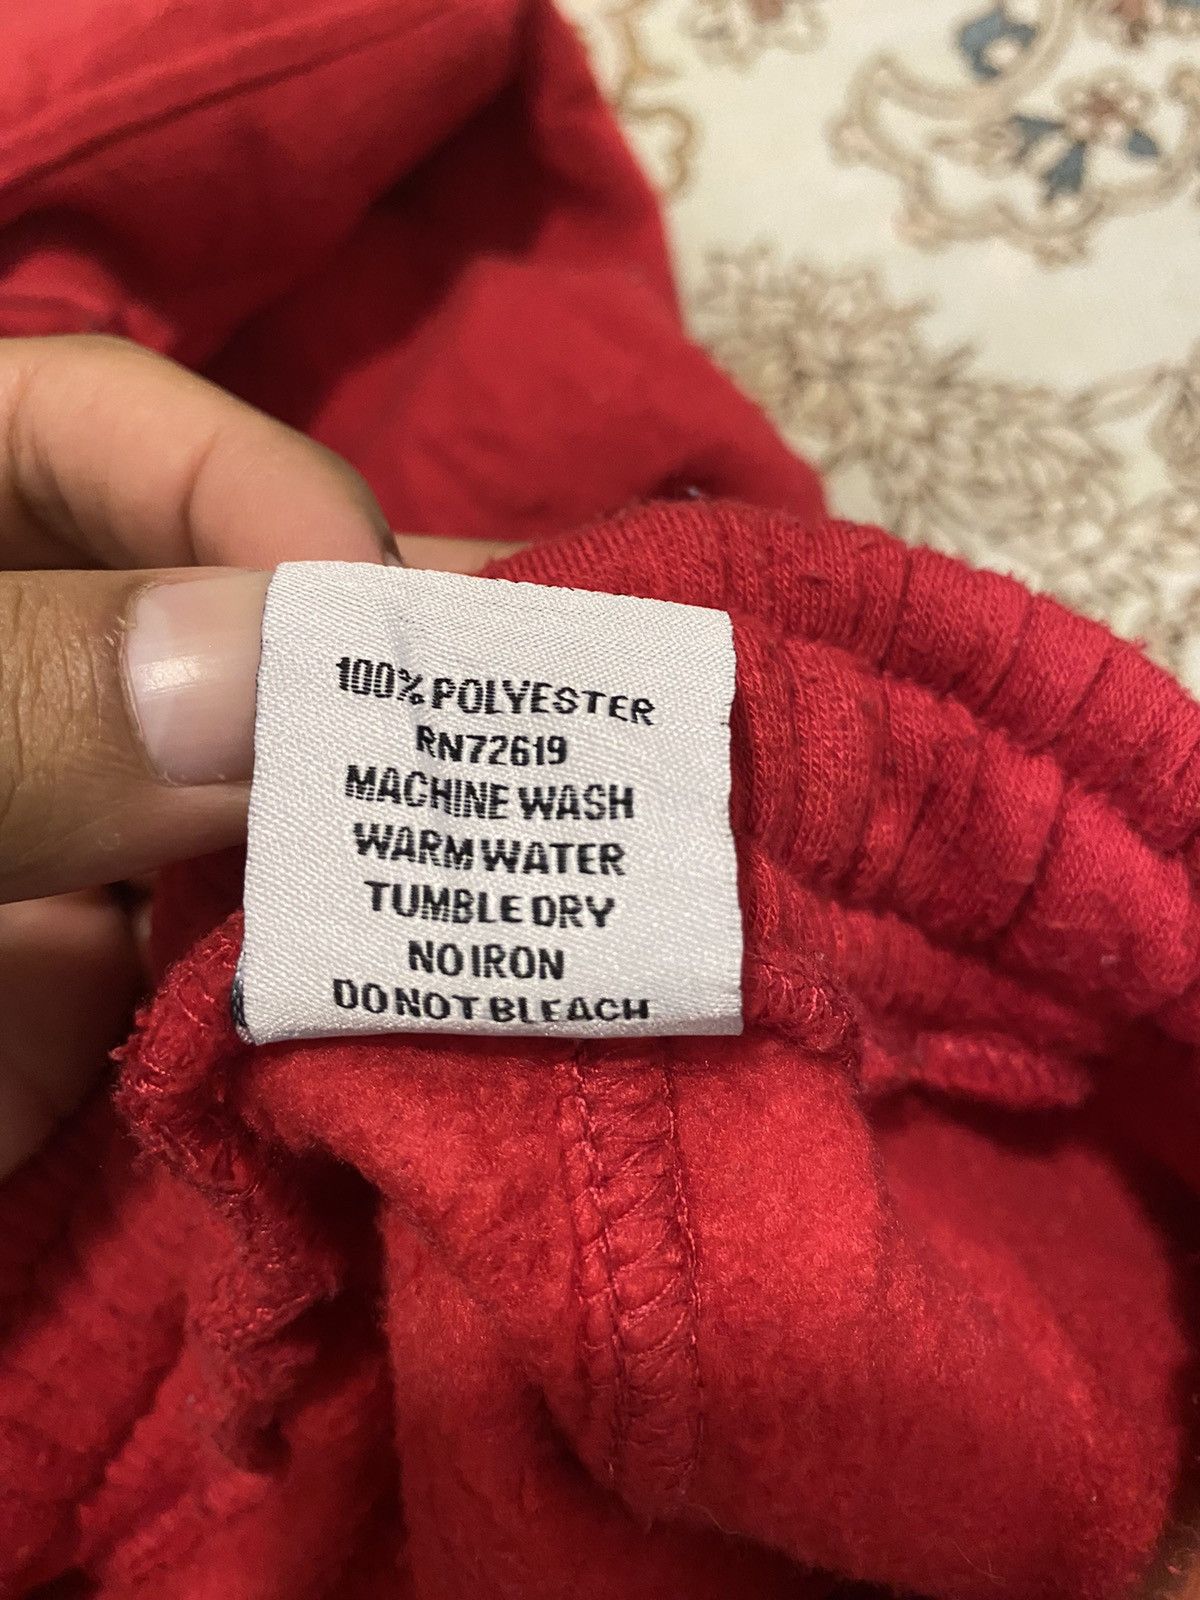 100% POLYESTER
RN72619
MACHINE WASH
WARM WATER
TUMBLE DRY
NO IRON
DO NOT BLEACH